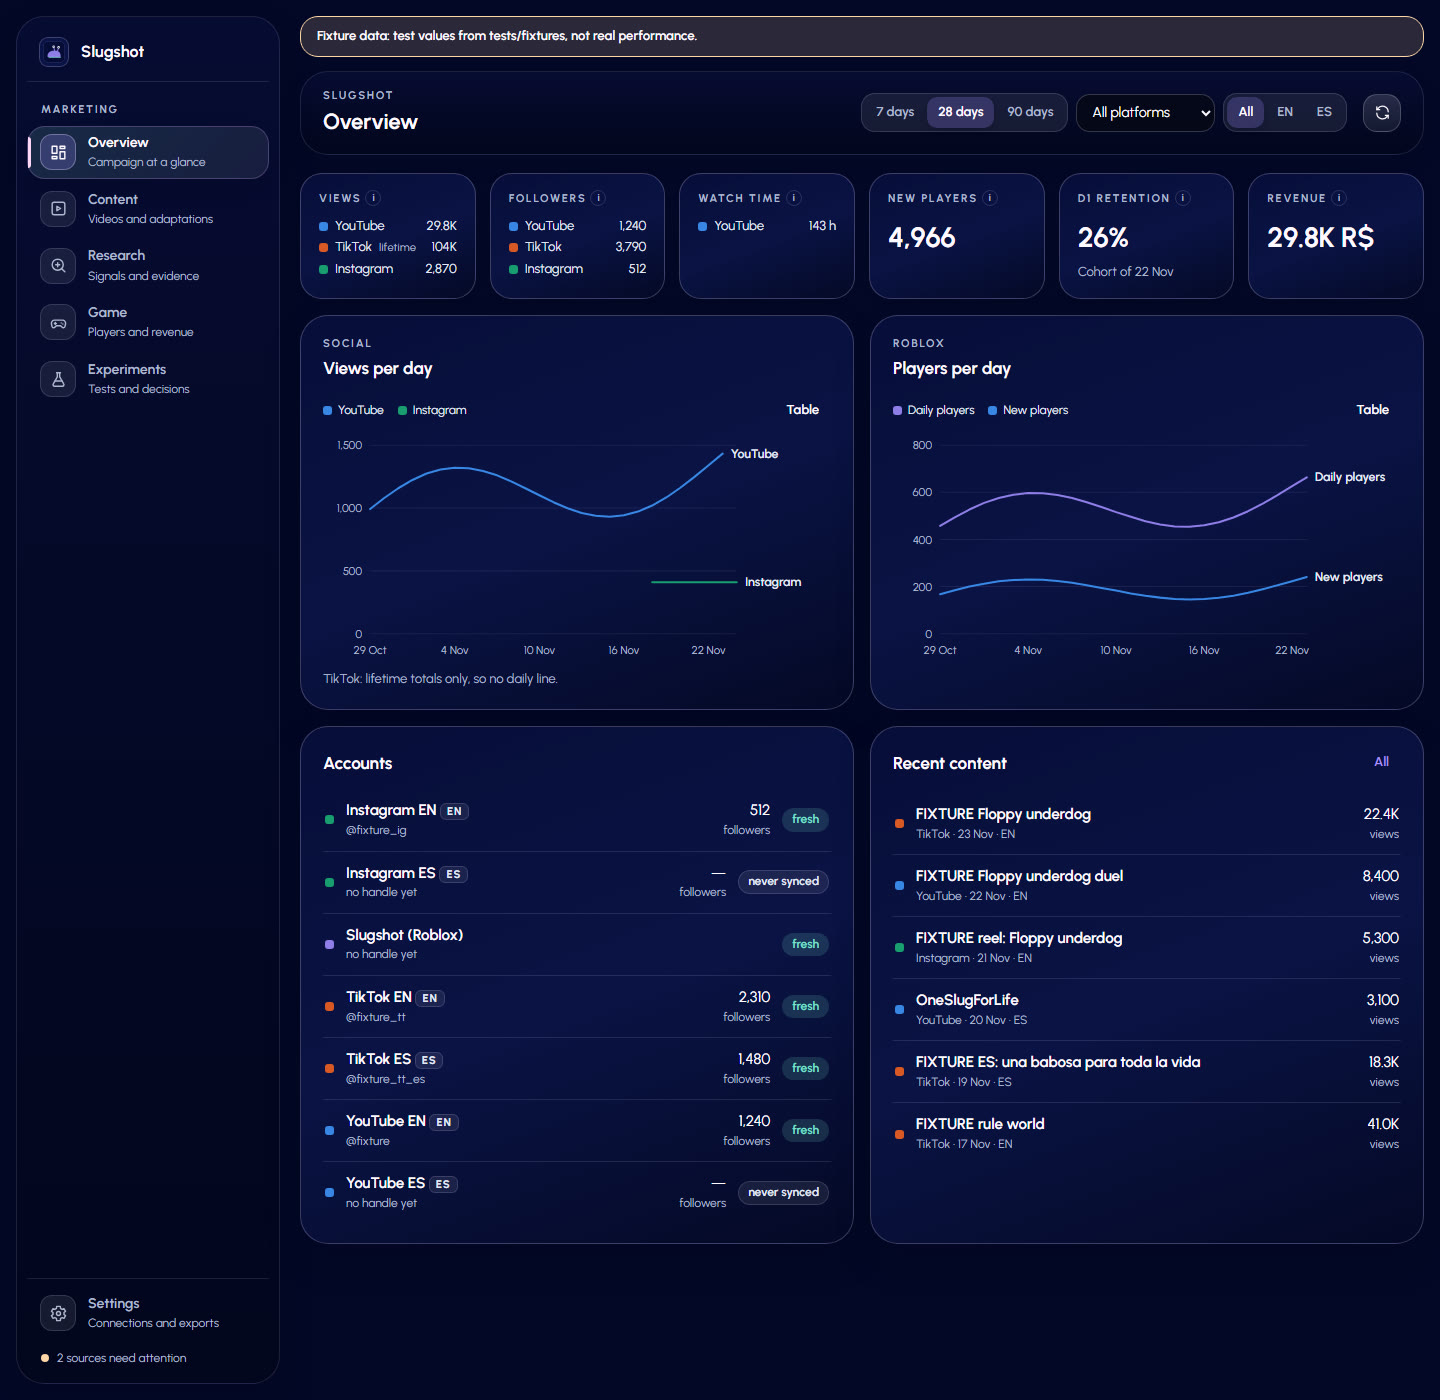 Slugshot
MARKETING
Overview
Campaign at a glance
Content
Videos and adaptations
Research
Signals and evidence
Game
Players and revenue
Experiments
Tests and decisions
Settings
Connections and exports
2 sources need attention
Fixture data: test values from tests/fixtures, not real performance.
SLUGSHOT
Overview
7 days 28 days 90 days All platforms All EN ES
VIEWS i
YouTube 29.8K
TikTok lifetime 104K
Instagram 2,870
FOLLOWERS i
YouTube 1,240
TikTok 3,790
Instagram 512
WATCH TIME i
YouTube 143 h
NEW PLAYERS i
4,966
D1 RETENTION i
26%
Cohort of 22 Nov
REVENUE i
29.8K R$
SOCIAL
Views per day
YouTube Instagram Table
1,500
YouTube
1,000
500
Instagram
0
29 Oct 4 Nov 10 Nov 16 Nov 22 Nov
TikTok: lifetime totals only, so no daily line.
ROBLOX
Players per day
Daily players New players Table
800
Daily players
600
400
New players
200
0
29 Oct 4 Nov 10 Nov 16 Nov 22 Nov
Accounts
Instagram EN EN 512 fresh
@fixture_ig followers
Instagram ES ES — never synced
no handle yet followers
Slugshot (Roblox) fresh
no handle yet
TikTok EN EN 2,310 fresh
@fixture_tt followers
TikTok ES ES 1,480 fresh
@fixture_tt_es followers
YouTube EN EN 1,240 fresh
@fixture followers
YouTube ES ES — never synced
no handle yet followers
Recent content All
FIXTURE Floppy underdog 22.4K
TikTok · 23 Nov · EN views
FIXTURE Floppy underdog duel 8,400
YouTube · 22 Nov · EN views
FIXTURE reel: Floppy underdog 5,300
Instagram · 21 Nov · EN views
OneSlugForLife 3,100
YouTube · 20 Nov · ES views
FIXTURE ES: una babosa para toda la vida 18.3K
TikTok · 19 Nov · ES views
FIXTURE rule world 41.0K
TikTok · 17 Nov · EN views